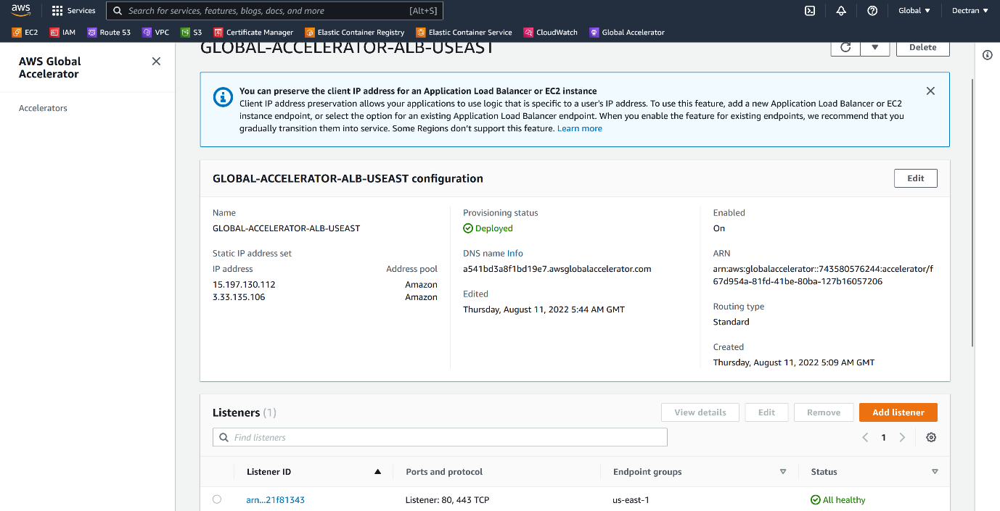 aws
Services
Search for services, features, blogs, docs, and more
[Alt+S]
Global ▼
Dectran ▼
EC2
IAM
Route 53
VPC
S3
Certificate Manager
Elastic Container Registry
Elastic Container Service
CloudWatch
Global Accelerator
AWS Global
Accelerator
Accelerators
GLOBAL-ACCELERATOR-ALB-USEAST
Delete
You can preserve the client IP address for an Application Load Balancer or EC2 instance
Client IP address preservation allows your applications to use logic that is specific to a user's IP address. To use this feature, add a new Application Load Balancer or EC2
instance endpoint, or select the option for an existing Application Load Balancer endpoint. When you enable the feature for existing endpoints, we recommend that you
gradually transition them into service. Some Regions don't support this feature. Learn more
GLOBAL-ACCELERATOR-ALB-USEAST configuration
Edit
Name
GLOBAL-ACCELERATOR-ALB-USEAST
Static IP address set
IP address
Address pool
15.197.130.112
Amazon
3.33.135.106
Amazon
Provisioning status
Deployed
DNS name Info
a541bd3a8f1bd19e7.awsglobalaccelerator.com
Edited
Thursday, August 11, 2022 5:44 AM GMT
Enabled
On
ARN
arn:aws:globalaccelerator::743580576244:accelerator/f
67d954a-81fd-41be-80ba-127b16057206
Routing type
Standard
Created
Thursday, August 11, 2022 5:09 AM GMT
Listeners (1)
View details
Edit
Remove
Add listener
Find listeners
1
Listener ID
Ports and protocol
Endpoint groups
Status
arn...21f81343
Listener: 80, 443 TCP
us-east-1
All healthy